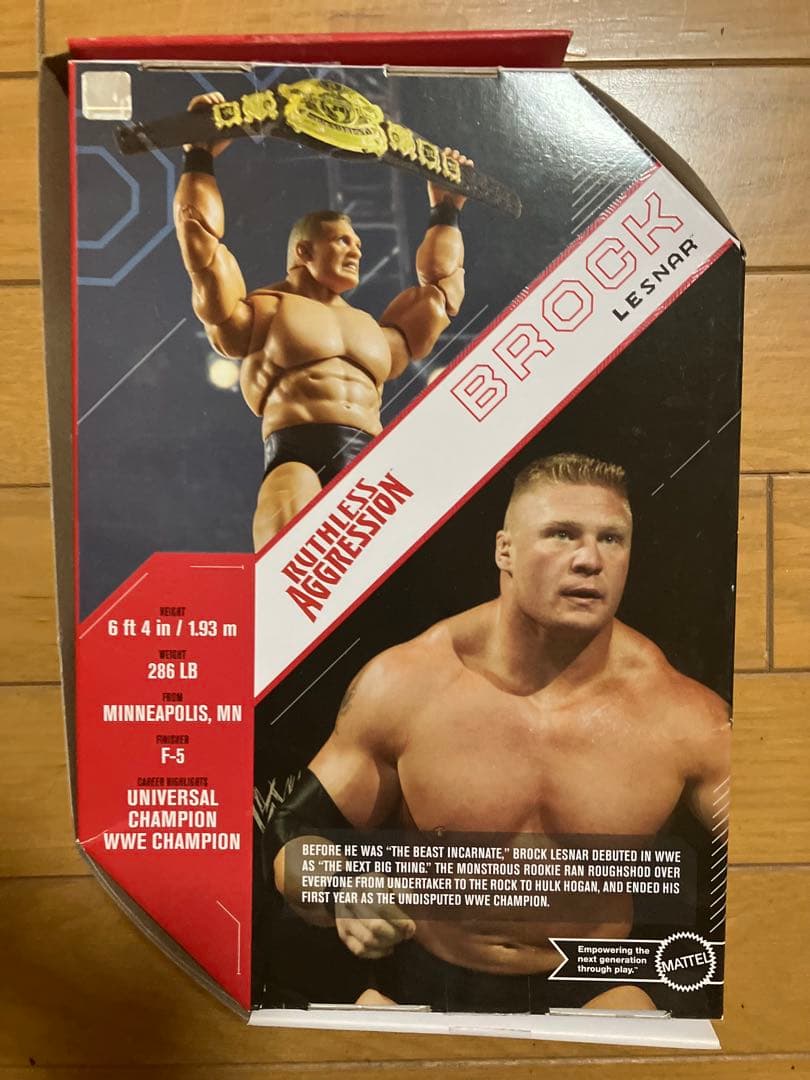 BROCK
LESNAR™
RUTHLESS
AGGRESSION™
HEIGHT
6 ft 4 in / 1.93 m
WEIGHT
286 LB
FROM
MINNEAPOLIS, MN
FINISHER
F-5
CAREER HIGHLIGHTS
UNIVERSAL
CHAMPION
WWE CHAMPION
BEFORE HE WAS “THE BEAST INCARNATE,” BROCK LESNAR DEBUTED IN WWE
AS “THE NEXT BIG THING.” THE MONSTROUS ROOKIE RAN ROUGHSHOD OVER
EVERYONE FROM UNDERTAKER TO THE ROCK TO HULK HOGAN, AND ENDED HIS
FIRST YEAR AS THE UNDISPUTED WWE CHAMPION.
Empowering the
next generation
through play.™
MATTEL